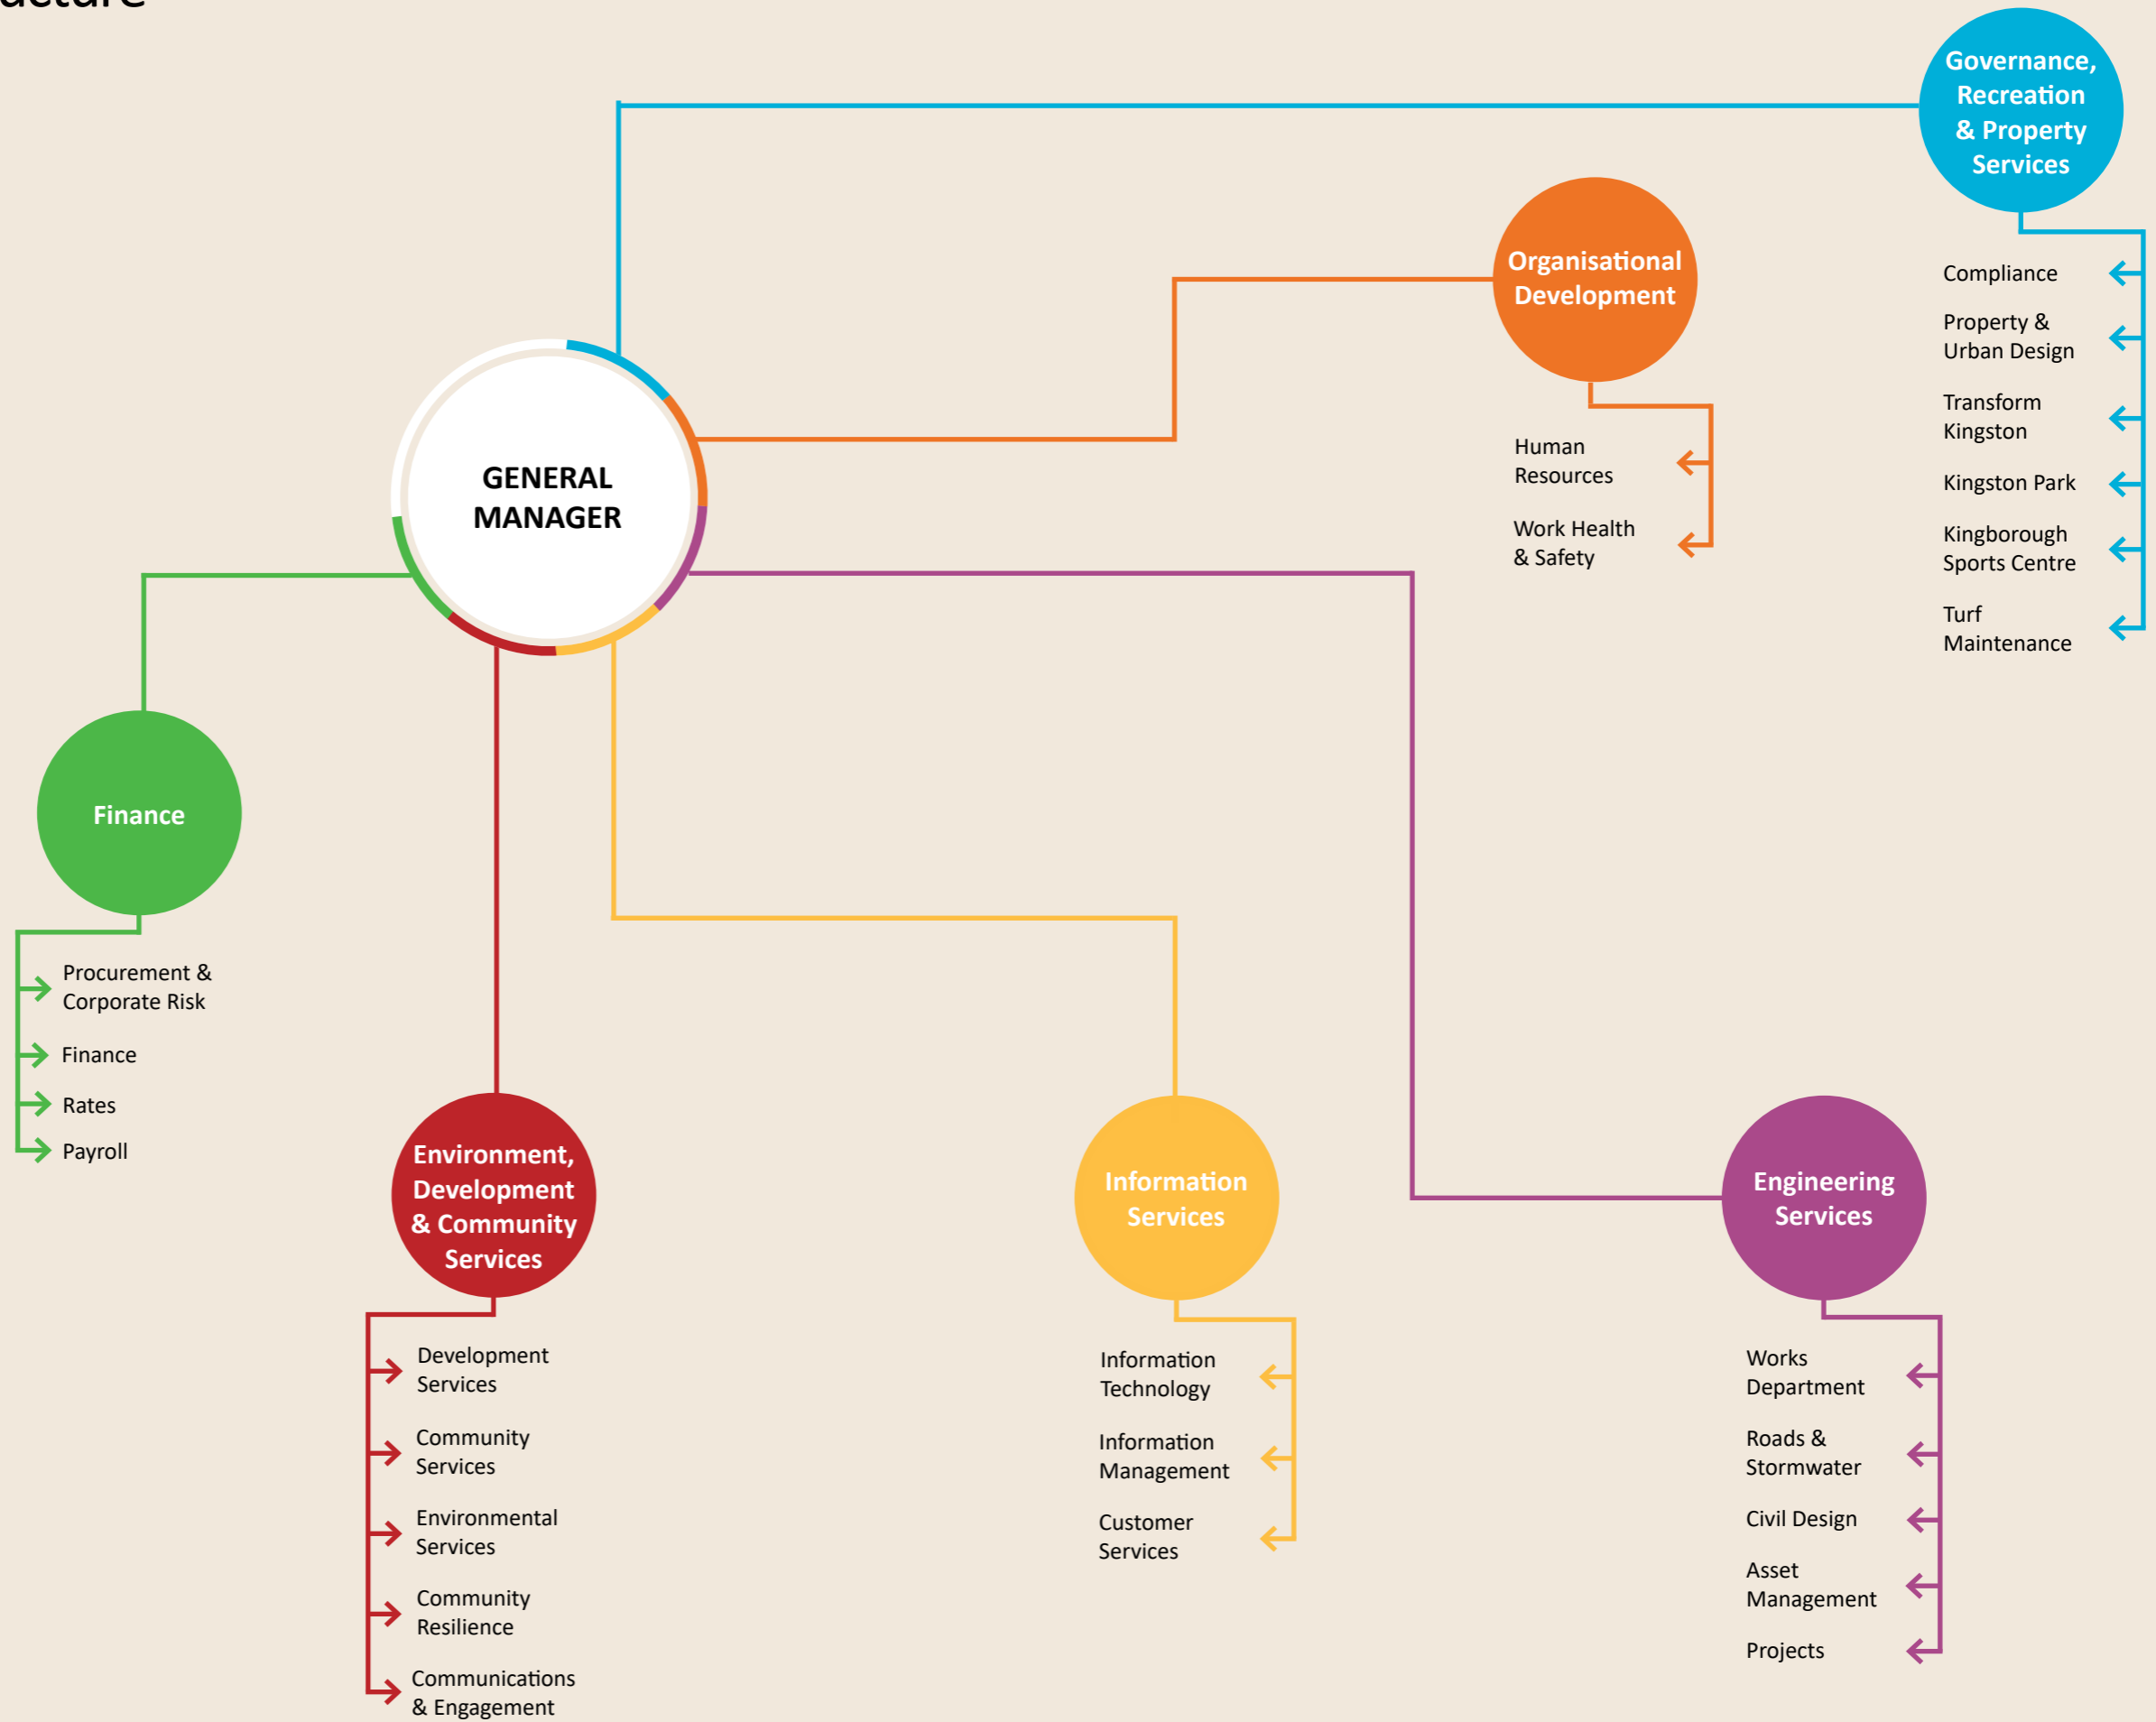 Governance,
Recreation
& Property
Services
Organisational
Development
Compliance
Property &
Urban Design
Transform
Kingston
Kingston Park
Kingborough
Sports Centre
Turf
Maintenance
Human
Resources
Work Health
& Safety
GENERAL
MANAGER
Finance
Procurement &
Corporate Risk
Finance
Rates
Payroll
Environment,
Development
& Community
Services
Development
Services
Community
Services
Environmental
Services
Community
Resilience
Communications
& Engagement
Information
Services
Information
Technology
Information
Management
Customer
Services
Engineering
Services
Works
Department
Roads &
Stormwater
Civil Design
Asset
Management
Projects